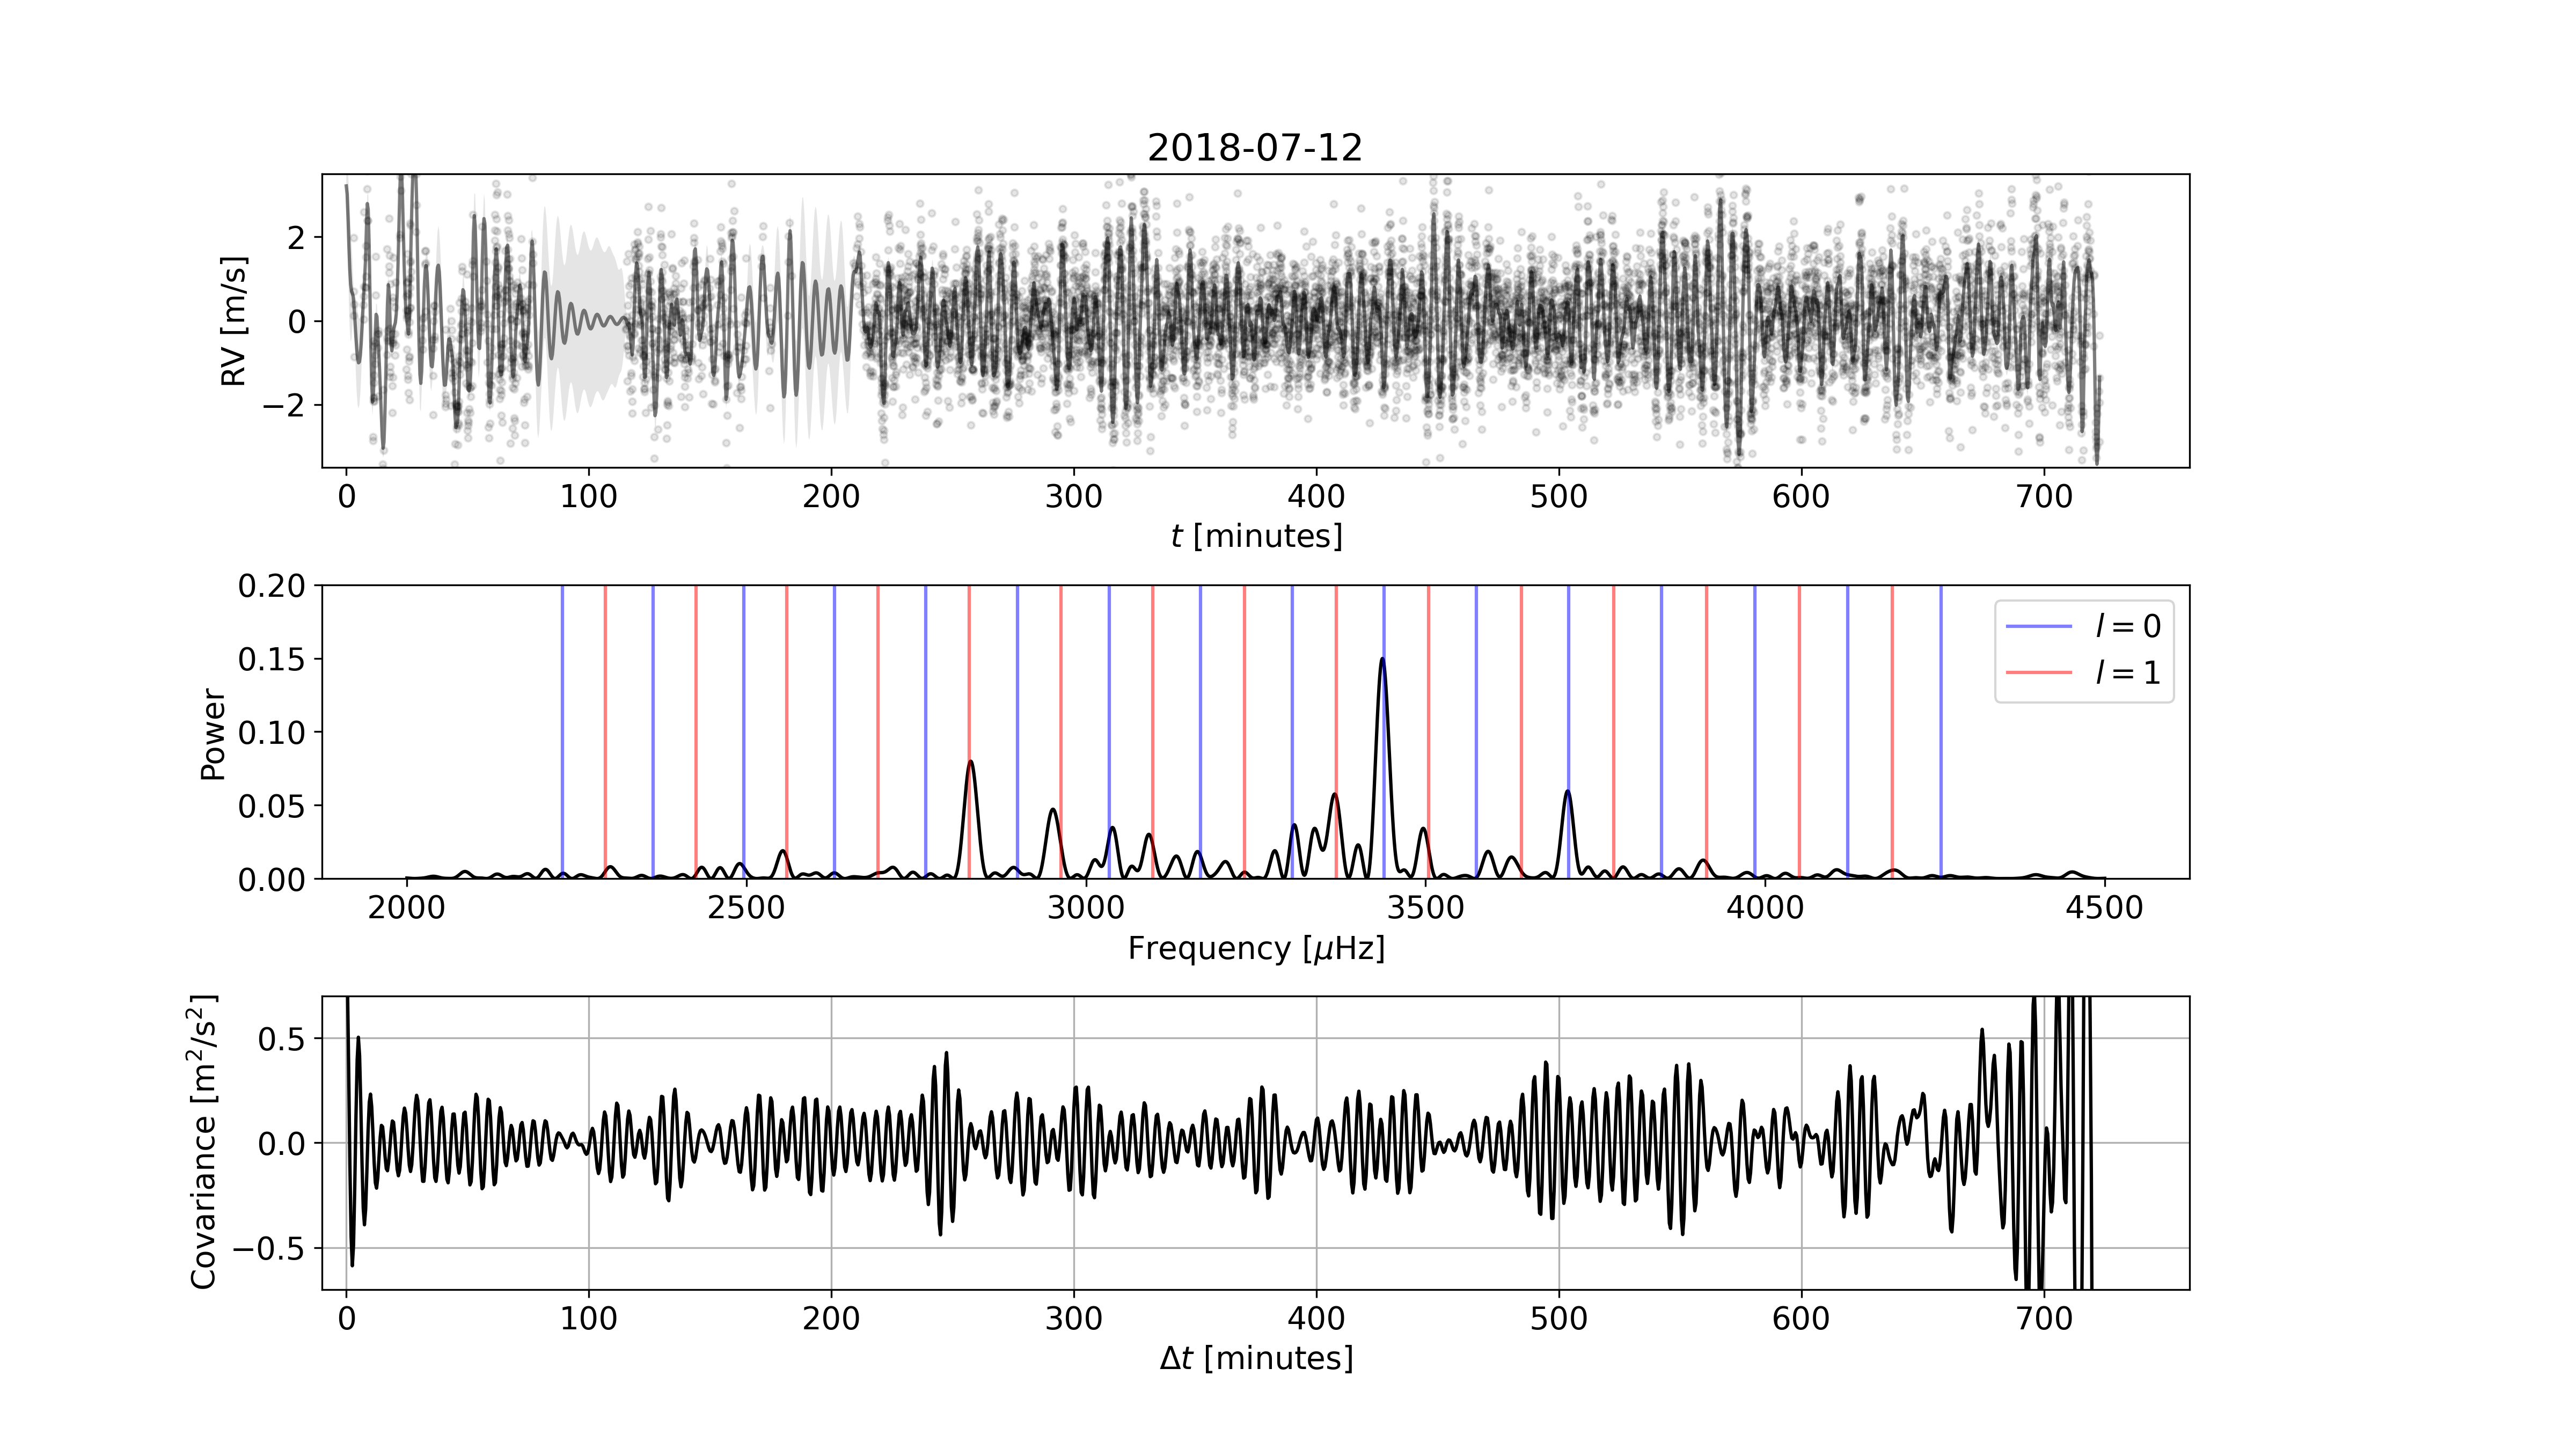 2018-07-12
RV [m/s]
2
0
−2
0 100 200 300 400 500 600 700
t [minutes]
Power
0.20
0.15
0.10
0.05
0.00
l = 0
l = 1
2000 2500 3000 3500 4000 4500
Frequency [μHz]
Covariance [m²/s²]
0.5
0.0
−0.5
0 100 200 300 400 500 600 700
Δt [minutes]